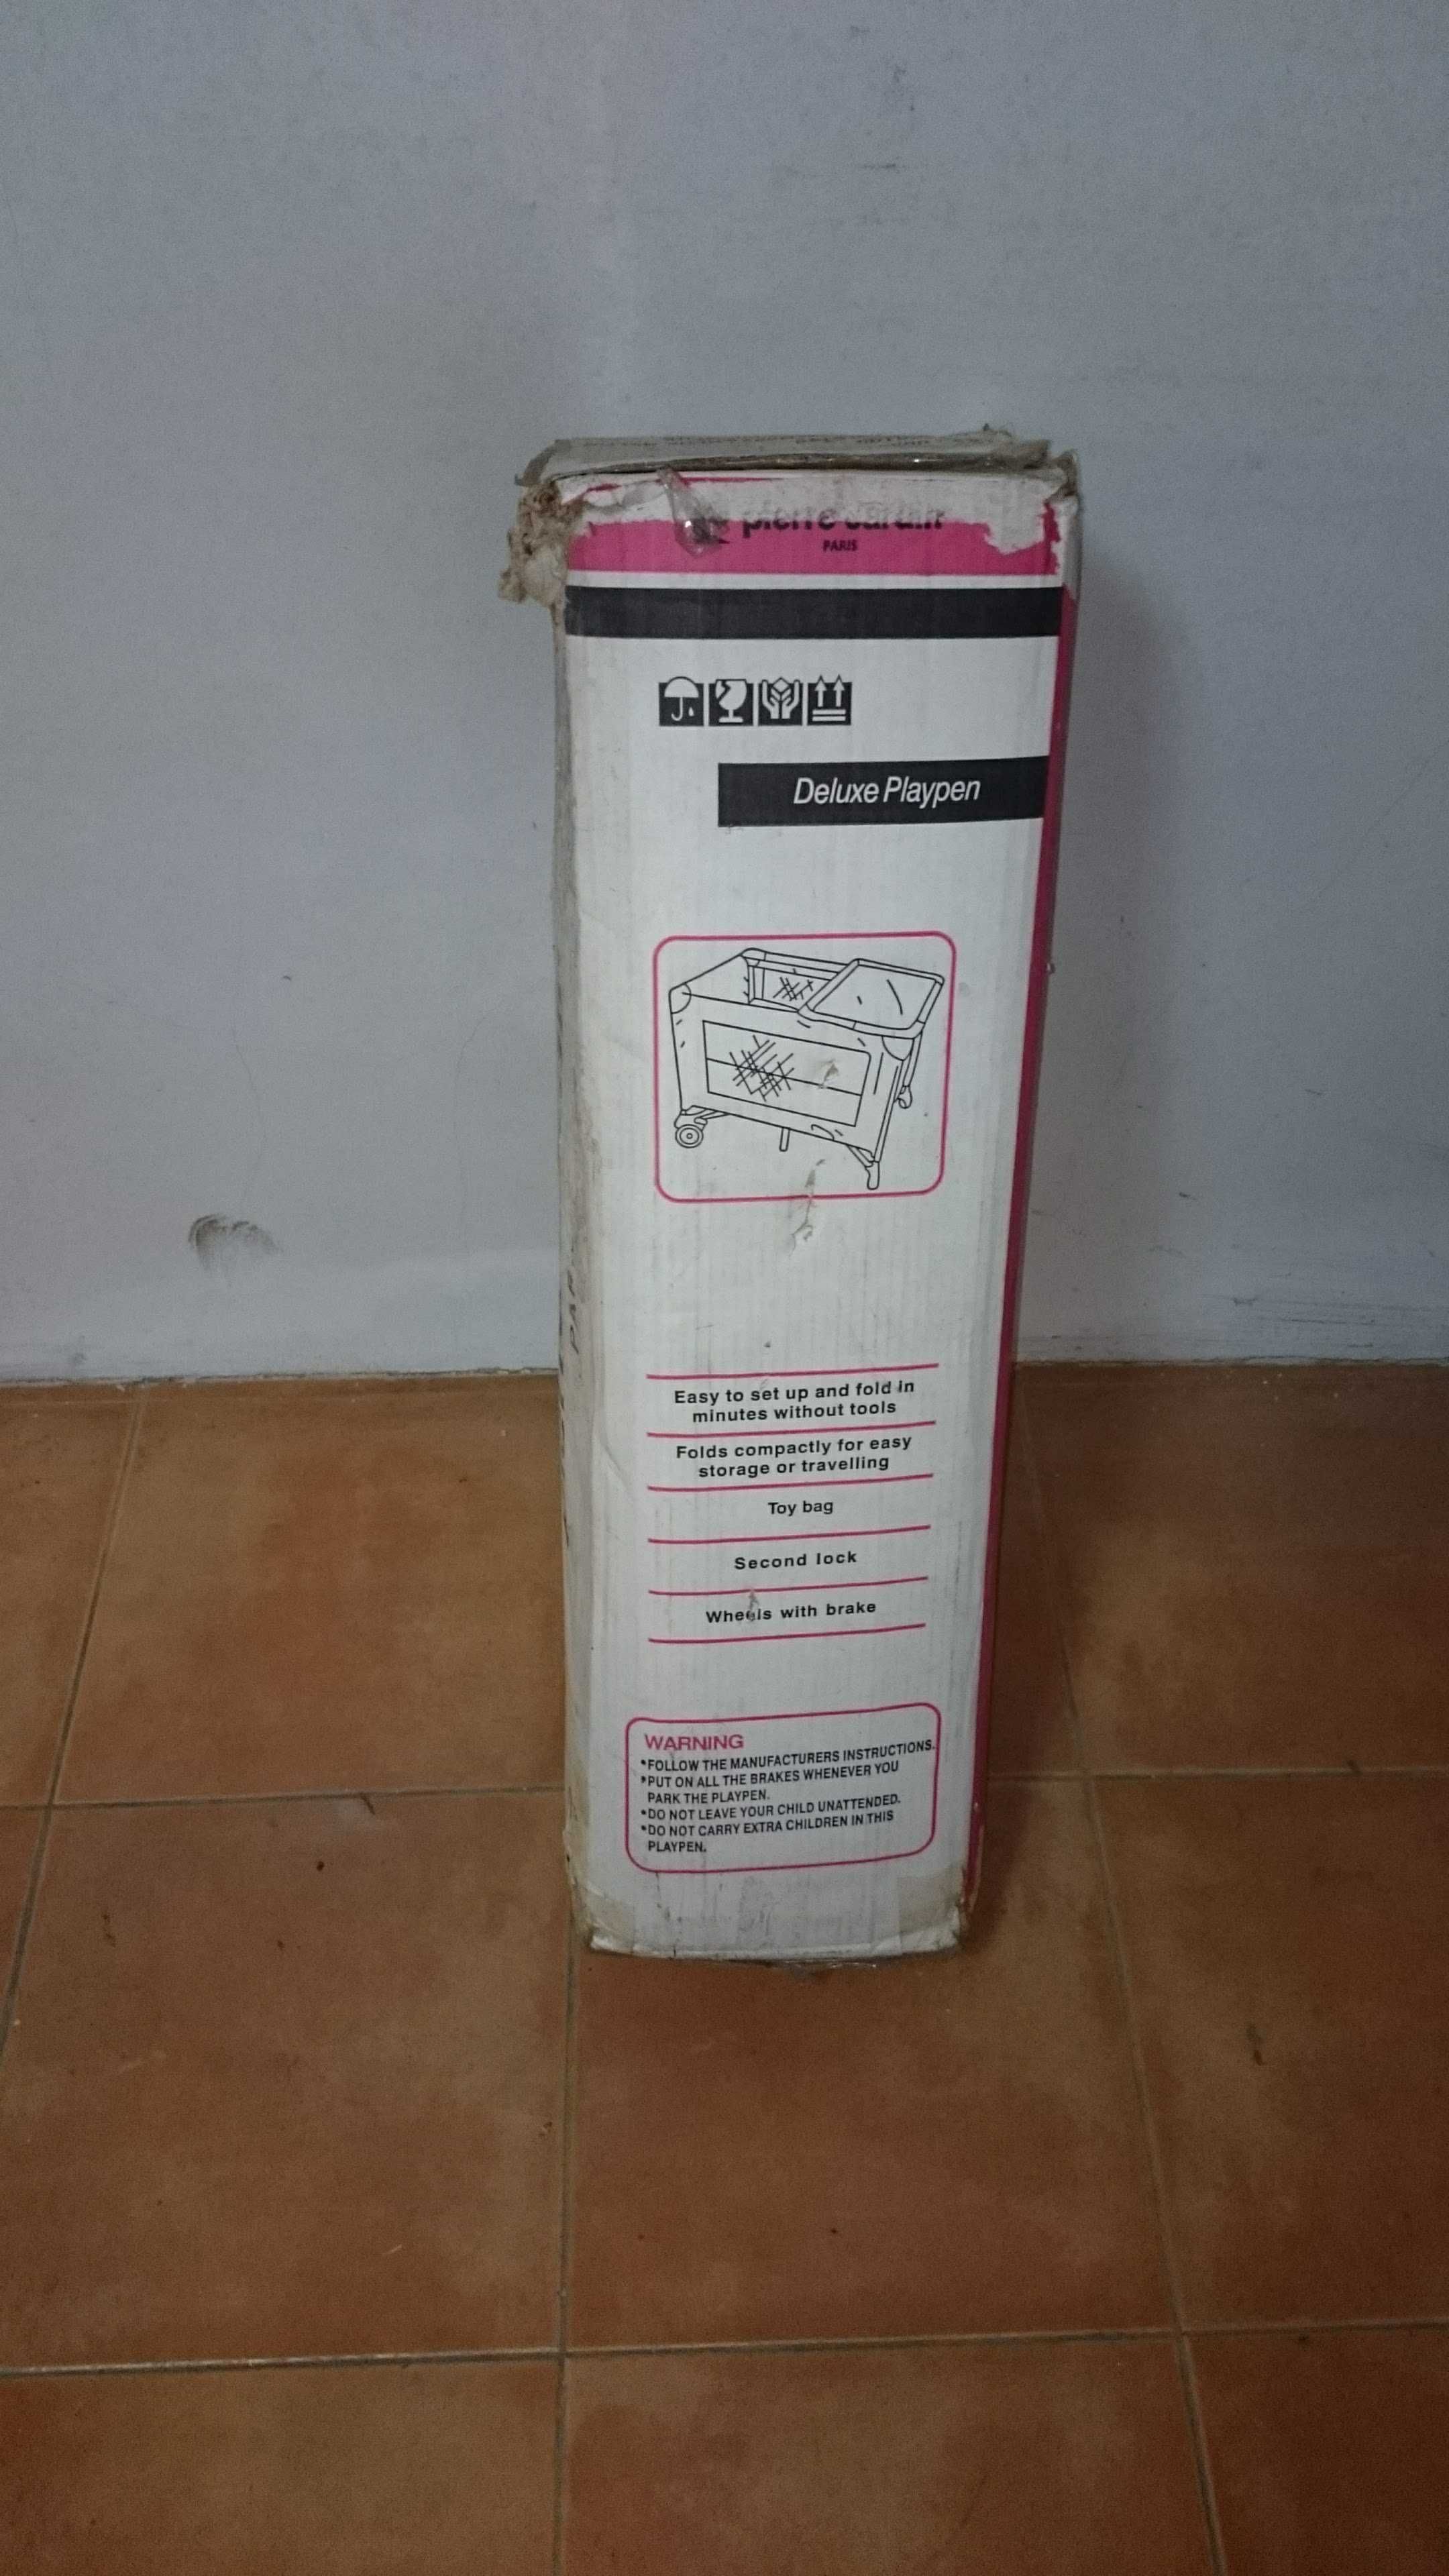 pierre cardin
PARIS
Deluxe Playpen
Easy to set up and fold in
minutes without tools
Folds compactly for easy
storage or travelling
Toy bag
Second lock
Wheels with brake
WARNING
*FOLLOW THE MANUFACTURERS INSTRUCTIONS.
*PUT ON ALL THE BRAKES WHENEVER YOU
PARK THE PLAYPEN.
*DO NOT LEAVE YOUR CHILD UNATTENDED.
*DO NOT CARRY EXTRA CHILDREN IN THIS
PLAYPEN.